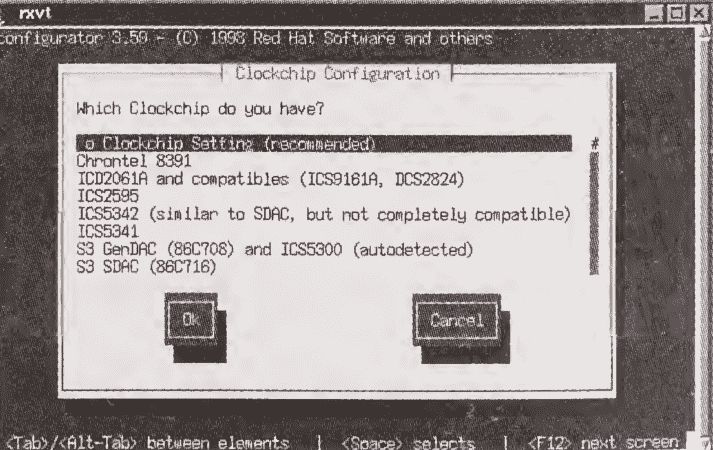 rxvt
configurator 3.50 - (C) 1998 Red Hat Software and others
Clockchip Configuration
Which Clockchip do you have?
o Clockchip Setting (recommended)
#
Chrontel 8391
ICD2061A and compatibles (ICS9161A, DCS2824)
ICS2595
ICS5342 (similar to SDAC, but not completely compatible)
ICS5341
S3 GenDAC (86C708) and ICS5300 (autodetected)
S3 SDAC (86C716)
Ok
Cancel
<Tab>/<Alt-Tab> between elements | <Space> selects | <F12> next screen